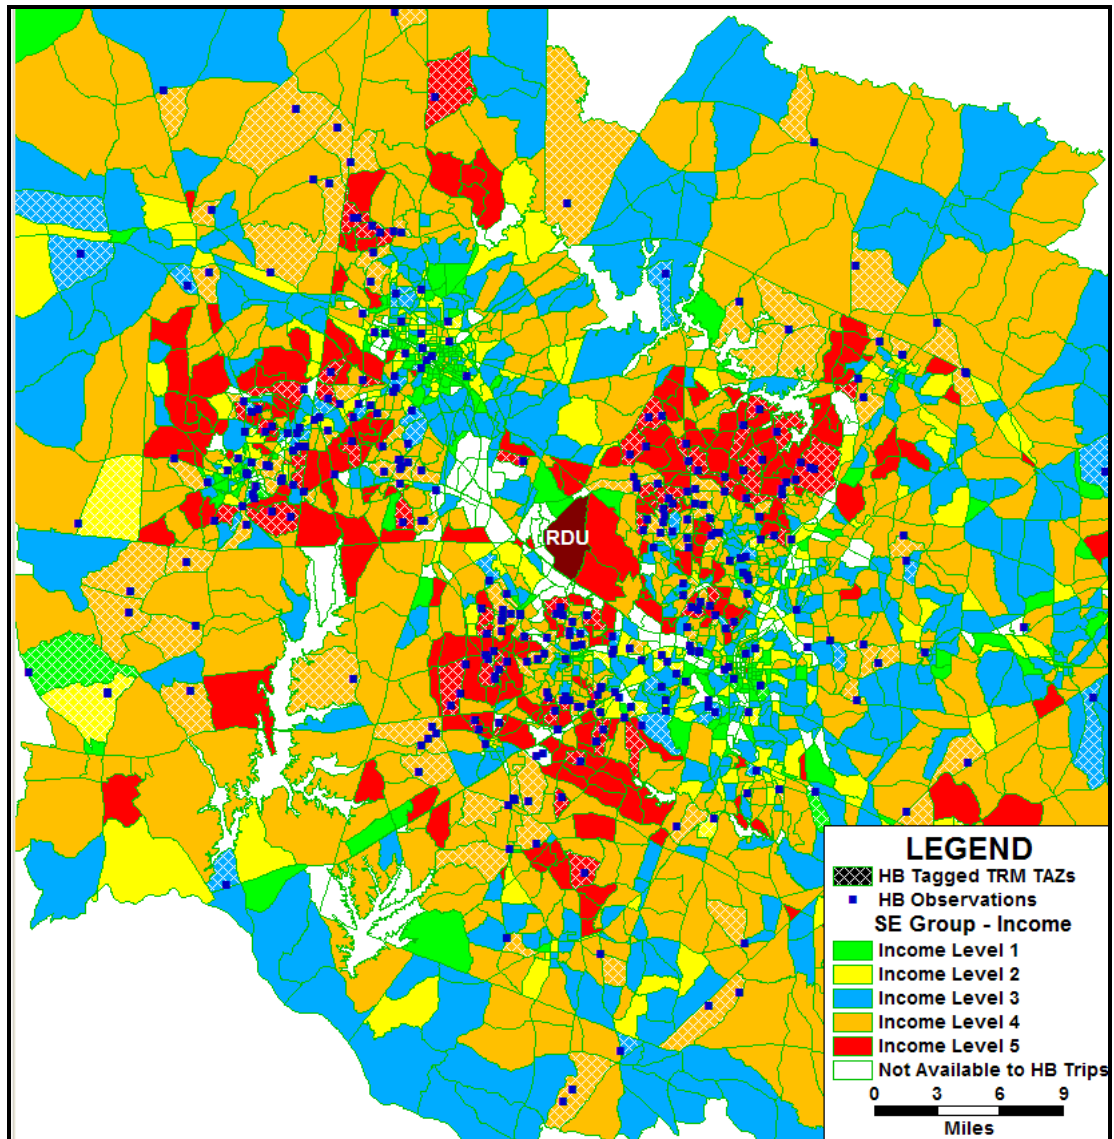 RDU
LEGEND
HB Tagged TRM TAZs
HB Observations
SE Group - Income
Income Level 1
Income Level 2
Income Level 3
Income Level 4
Income Level 5
Not Available to HB Trips
0 3 6 9
Miles